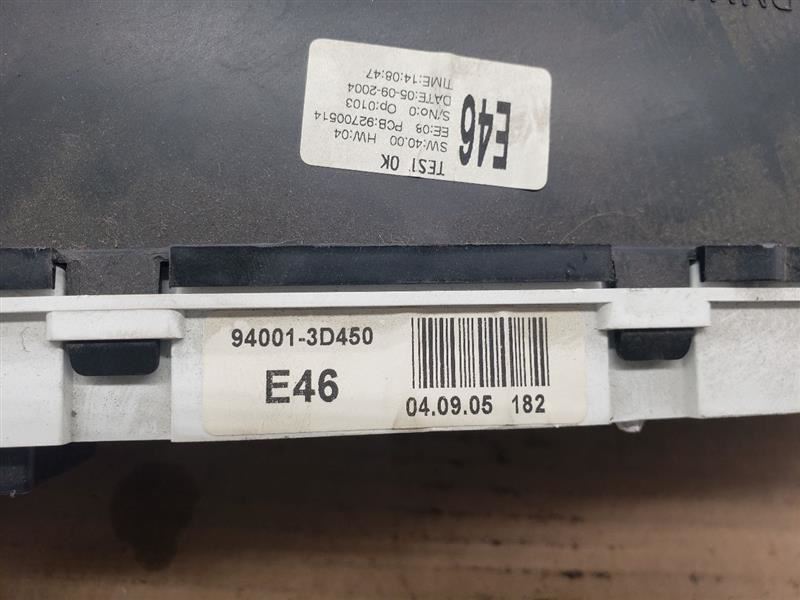 TEST OK
SW:40.00 HW:04
EE:08 PCB:92700514
S/No:0 Op:0103
DATE:05-09-2004
TIME:14:08:47
E46
94001-3D450
E46
04.09.05 182